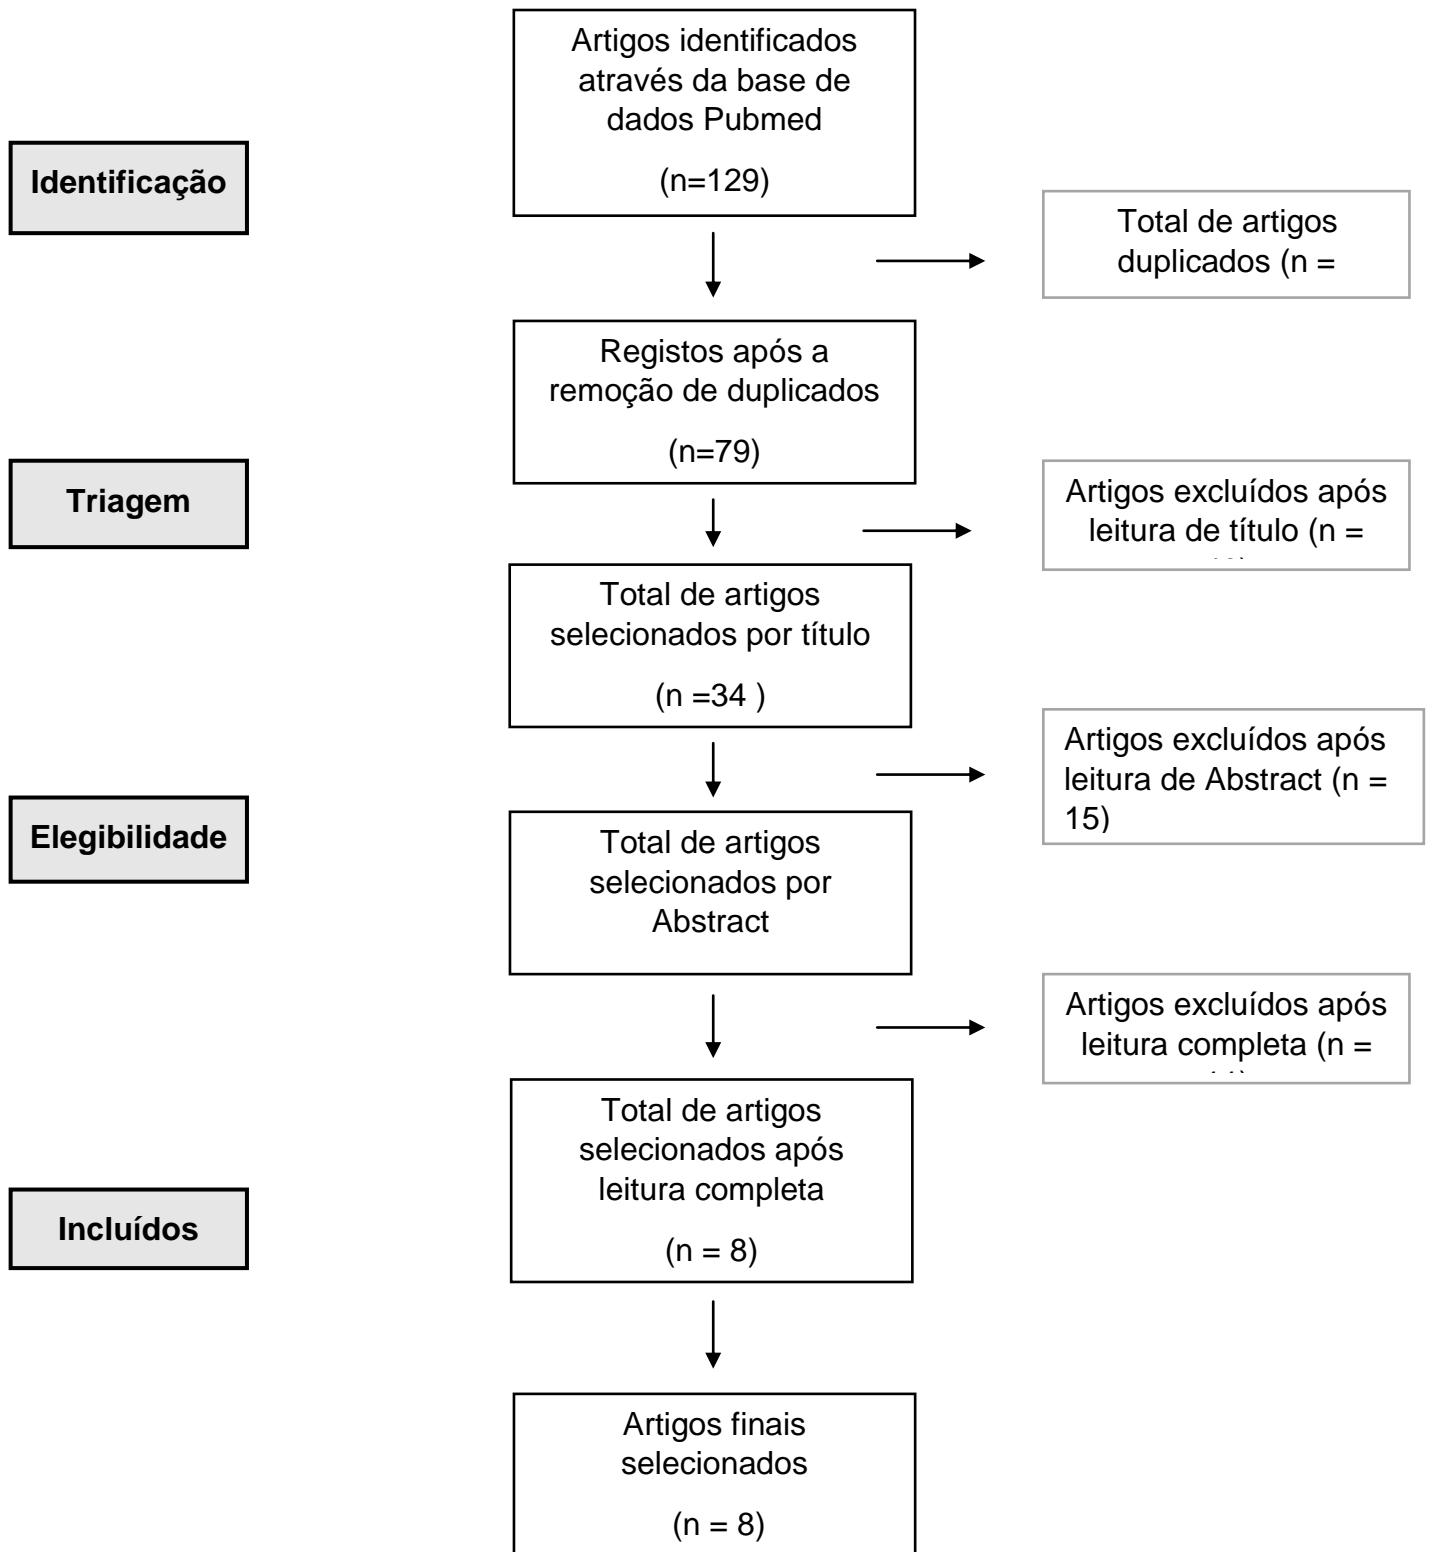 Artigos identificados
através da base de
dados Pubmed
(n=129)
Identificação
Total de artigos
duplicados (n =
Registos após a
remoção de duplicados
(n=79)
Triagem
Artigos excluídos após
leitura de título (n =
Total de artigos
selecionados por título
(n =34 )
Artigos excluídos após
leitura de Abstract (n =
15)
Elegibilidade
Total de artigos
selecionados por
Abstract
Artigos excluídos após
leitura completa (n =
Total de artigos
selecionados após
leitura completa
(n = 8)
Incluídos
Artigos finais
selecionados
(n = 8)